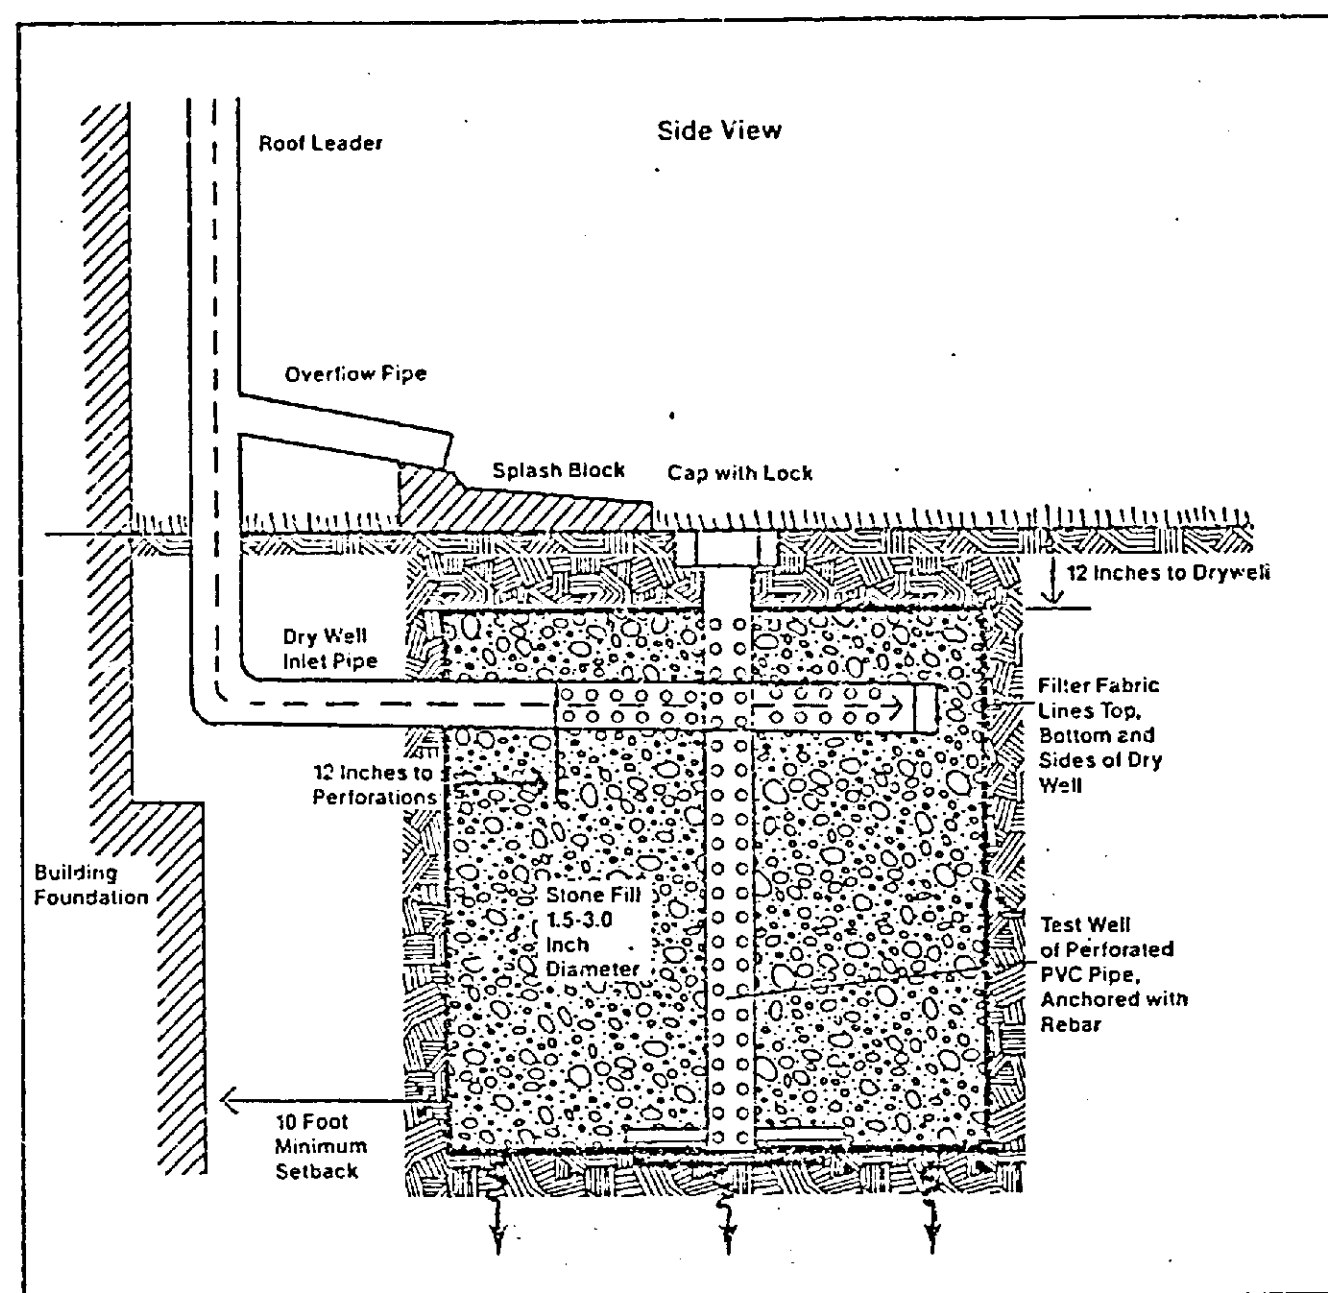 Side View
Roof Leader
Overflow Pipe
Splash Block
Cap with Lock
12 Inches to Drywell
Dry Well
Inlet Pipe
Filter Fabric
Lines Top,
Bottom and
Sides of Dry
Well
12 Inches to
Perforations
Building
Foundation
Stone Fill
1.5-3.0
Inch
Diameter
Test Well
of Perforated
PVC Pipe,
Anchored with
Rebar
10 Foot
Minimum
Setback